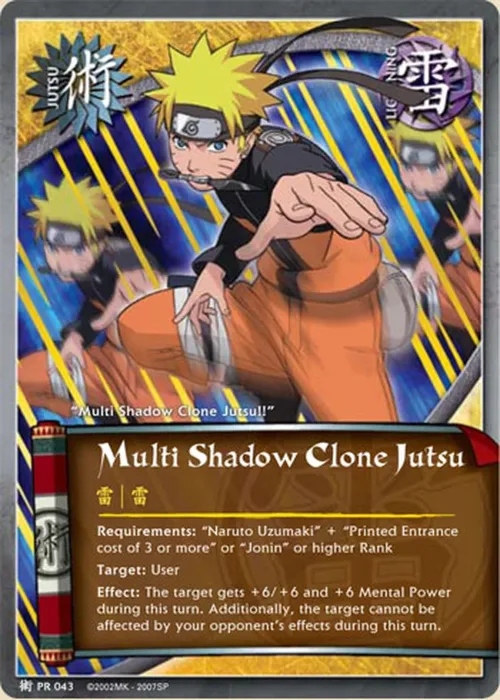 JUTSU
術
LIGHTNING
雷
"Multi Shadow Clone Jutsu!!"
Multi Shadow Clone Jutsu
雷 | 雷
術
Requirements: "Naruto Uzumaki" + "Printed Entrance
cost of 3 or more" or "Jonin" or higher Rank
Target: User
Effect: The target gets +6/+6 and +6 Mental Power
during this turn. Additionally, the target cannot be
affected by your opponent's effects during this turn.
術 PR 043 ©2002MK - 2007SP